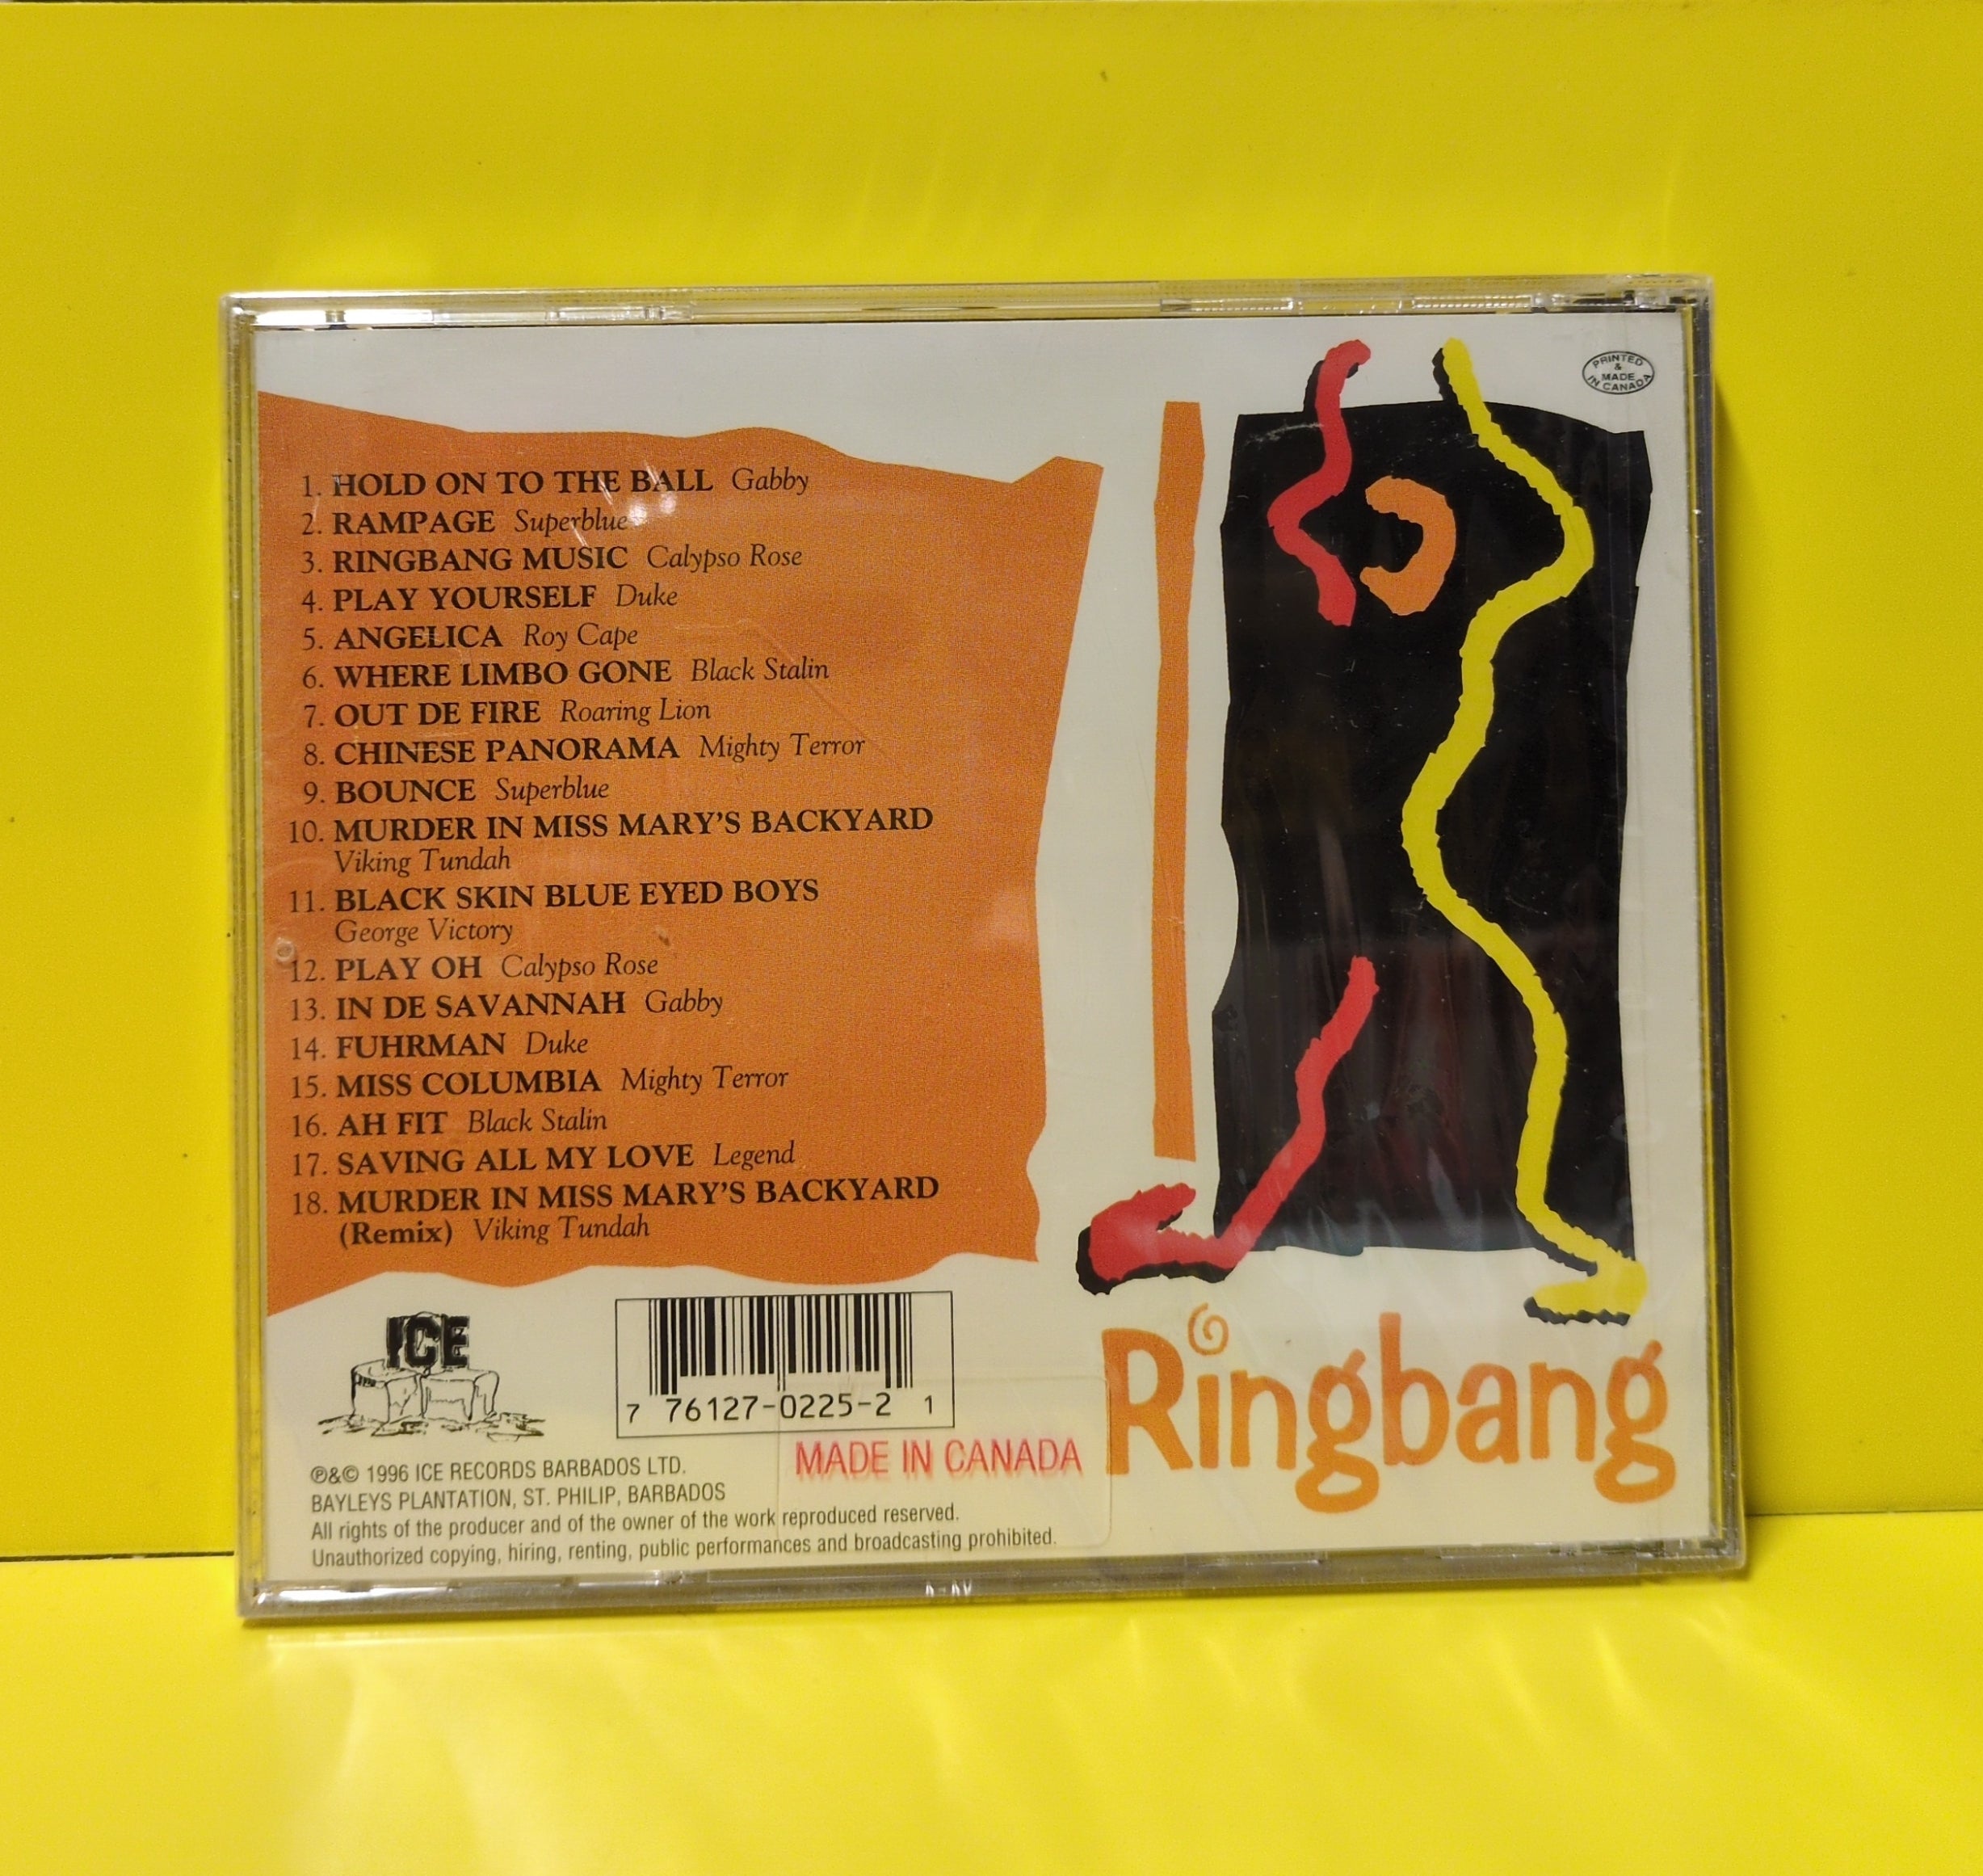 PRINTED
&
MADE
IN CANADA
1. HOLD ON TO THE BALL Gabby
2. RAMPAGE Superblue
3. RINGBANG MUSIC Calypso Rose
4. PLAY YOURSELF Duke
5. ANGELICA Roy Cape
6. WHERE LIMBO GONE Black Stalin
7. OUT DE FIRE Roaring Lion
8. CHINESE PANORAMA Mighty Terror
9. BOUNCE Superblue
10. MURDER IN MISS MARY'S BACKYARD
Viking Tundah
11. BLACK SKIN BLUE EYED BOYS
George Victory
12. PLAY OH Calypso Rose
13. IN DE SAVANNAH Gabby
14. FUHRMAN Duke
15. MISS COLUMBIA Mighty Terror
16. AH FIT Black Stalin
17. SAVING ALL MY LOVE Legend
18. MURDER IN MISS MARY'S BACKYARD
(Remix) Viking Tundah
ICE
7 76127-0225-2 1
MADE IN CANADA
Ringbang
℗&© 1996 ICE RECORDS BARBADOS LTD.
BAYLEYS PLANTATION, ST. PHILIP, BARBADOS
All rights of the producer and of the owner of the work reproduced reserved.
Unauthorized copying, hiring, renting, public performances and broadcasting prohibited.